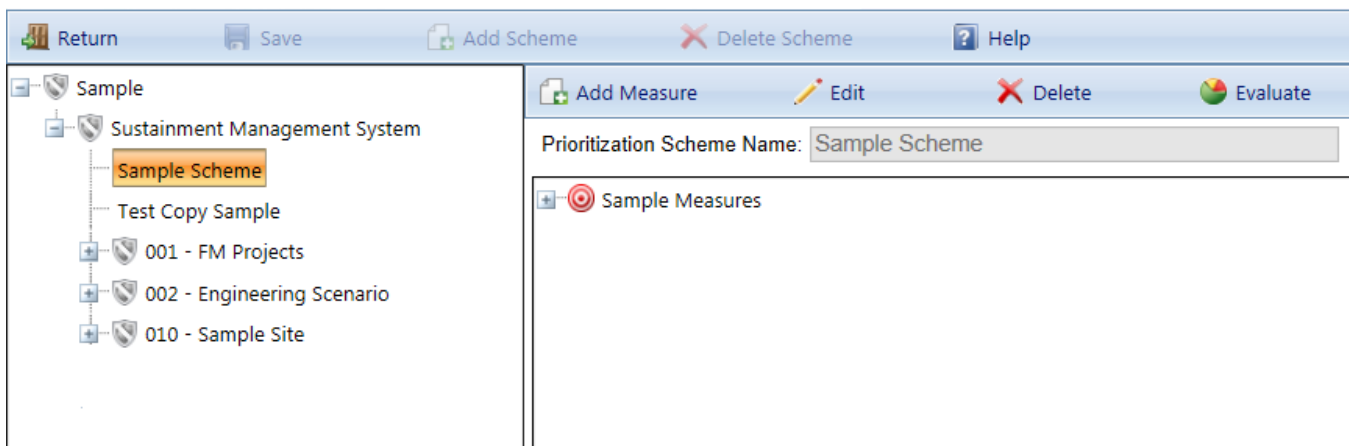 Return Save Add Scheme Delete Scheme Help
Sample
Sustainment Management System
Sample Scheme
Test Copy Sample
001 - FM Projects
002 - Engineering Scenario
010 - Sample Site
Add Measure Edit Delete Evaluate
Prioritization Scheme Name: Sample Scheme
Sample Measures